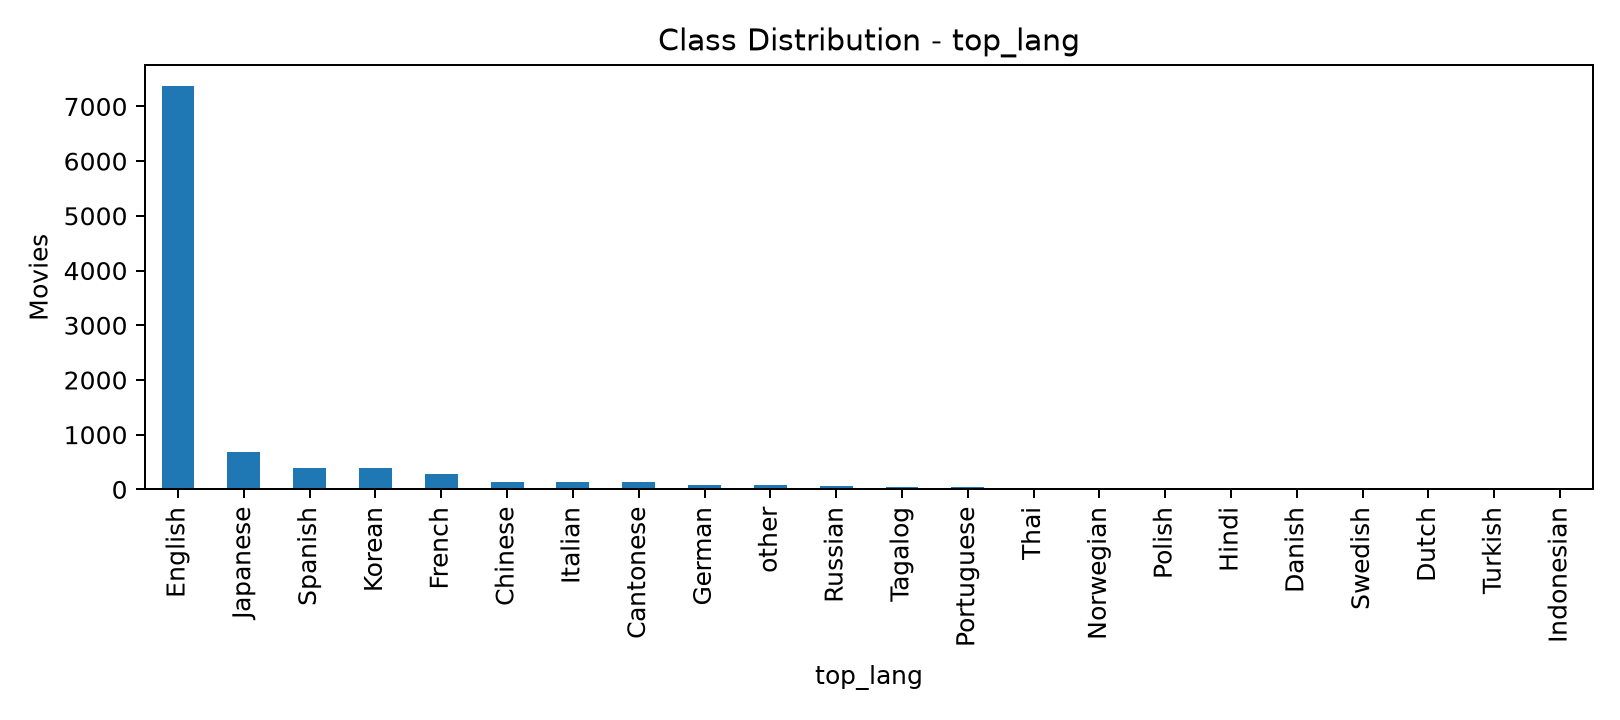 Class Distribution - top_lang
Movies
7000
6000
5000
4000
3000
2000
1000
0
English
Japanese
Spanish
Korean
French
Chinese
Italian
Cantonese
German
other
Russian
Tagalog
Portuguese
Thai
Norwegian
Polish
Hindi
Danish
Swedish
Dutch
Turkish
Indonesian
top_lang